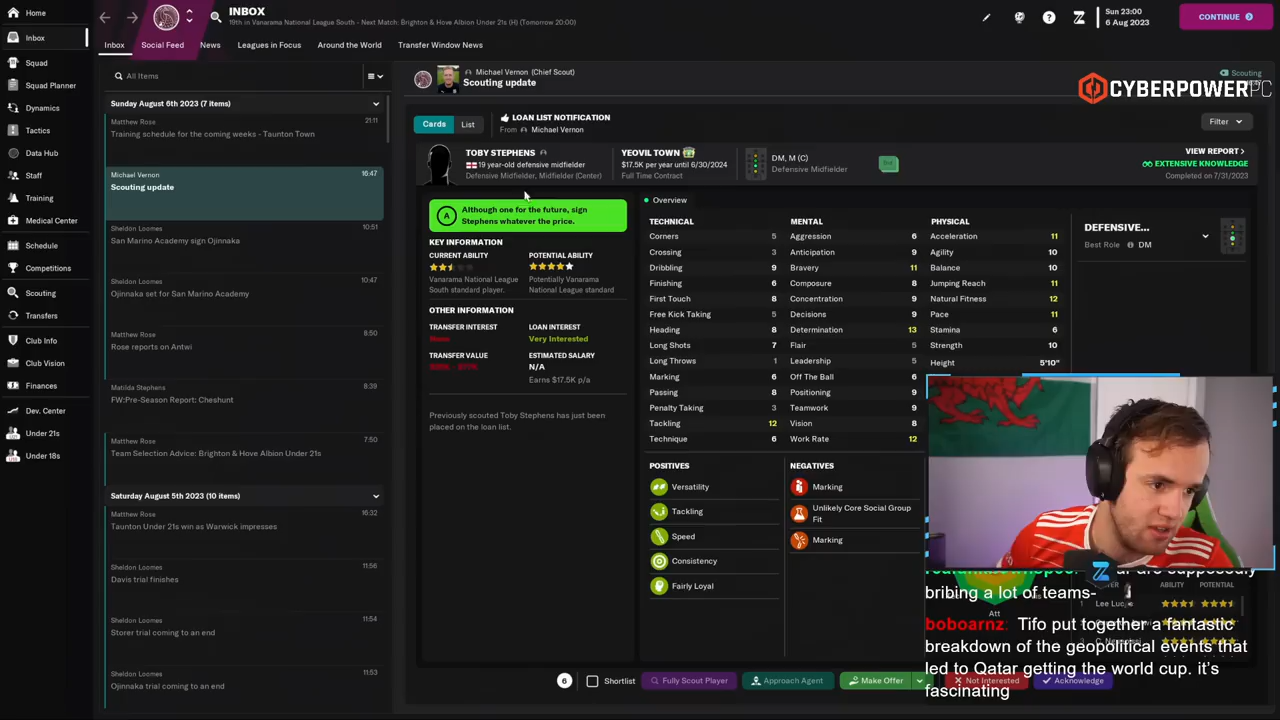 Home
INBOX
19th in Vanarama National League South - Next Match: Brighton & Hove Albion Under 21s (H) (Tomorrow 20:00)
Sun 23:00
6 Aug 2023
CONTINUE
Inbox
Squad
Squad Planner
Dynamics
Tactics
Data Hub
Staff
Training
Medical Center
Schedule
Competitions
Scouting
Transfers
Club Info
Club Vision
Finances
Dev. Center
Under 21s
Under 18s
Inbox
Social Feed
News
Leagues in Focus
Around the World
Transfer Window News
All Items
Sunday August 6th 2023 (7 items)
Matthew Rose 21:11
Training schedule for the coming weeks - Taunton Town
Michael Vernon 16:47
Scouting update
Sheldon Loomes 10:51
San Marino Academy sign Ojinnaka
Sheldon Loomes 10:47
Ojinnaka set for San Marino Academy
Matthew Rose 8:50
Rose reports on Antwi
Matilda Stephens 8:39
FW:Pre-Season Report: Cheshunt
Matthew Rose 7:50
Team Selection Advice: Brighton & Hove Albion Under 21s
Saturday August 5th 2023 (10 items)
Matthew Rose 16:32
Taunton Under 21s win as Warwick impresses
Sheldon Loomes 11:56
Davis trial finishes
Sheldon Loomes 11:54
Storer trial coming to an end
Sheldon Loomes 11:53
Ojinnaka trial coming to an end
Michael Vernon (Chief Scout)
Scouting update
Scouting
CYBERPOWERPC
Cards
List
LOAN LIST NOTIFICATION
From Michael Vernon
Filter
TOBY STEPHENS
19 year-old defensive midfielder
Defensive Midfielder, Midfielder (Center)
YEOVIL TOWN
$17.5K per year until 6/30/2024
Full Time Contract
DM, M (C)
Defensive Midfielder
VIEW REPORT >
EXTENSIVE KNOWLEDGE
Completed on 7/31/2023
A
Although one for the future, sign
Stephens whatever the price.
KEY INFORMATION
CURRENT ABILITY
Vanarama National League
South standard player.
POTENTIAL ABILITY
Potentially Vanarama
National League standard
OTHER INFORMATION
TRANSFER INTEREST
None
LOAN INTEREST
Very Interested
TRANSFER VALUE
ESTIMATED SALARY
N/A
Earns $17.5K p/a
Previously scouted Toby Stephens has just been
placed on the loan list.
Overview
TECHNICAL
Corners 5
Crossing 3
Dribbling 9
Finishing 6
First Touch 8
Free Kick Taking 5
Heading 8
Long Shots 7
Long Throws 1
Marking 6
Passing 8
Penalty Taking 3
Tackling 12
Technique 6
MENTAL
Aggression 6
Anticipation 9
Bravery 11
Composure 8
Concentration 9
Decisions 9
Determination 13
Flair 5
Leadership 5
Off The Ball 6
Positioning 9
Teamwork 9
Vision 8
Work Rate 12
PHYSICAL
Acceleration 11
Agility 10
Balance 10
Jumping Reach 11
Natural Fitness 12
Pace 11
Stamina 6
Strength 10
Height 5'10"
DEFENSIVE...
Best Role DM
POSITIVES
Versatility
Tackling
Speed
Consistency
Fairly Loyal
NEGATIVES
Marking
Unlikely Core Social Group
Fit
Marking
ABILITY POTENTIAL
Att
bribing a lot of teams-
boboarnz: Tifo put together a fantastic
breakdown of the geopolitical events that
led to Qatar getting the world cup. it's
fascinating
6
Shortlist
Fully Scout Player
Approach Agent
Make Offer
Not Interested
Acknowledge